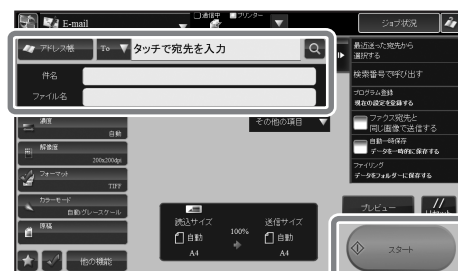 E-mail
通信中
プリンター
ジョブ状況
アドレス帳
To
タッチで宛先を入力
件名
ファイル名
最近送った宛先から
選択する
検索番号で呼び出す
プログラム登録
現在の設定を登録する
ファクス宛先と
同じ画像で送信する
自動一時保存
データを一時的に保存する
ファイリング
データをフォルダーに保存する
濃度
自動
その他の項目
解像度
200x200dpi
フォーマット
TIFF
カラーモード
自動/グレースケール
原稿
他の機能
読込サイズ
自動
A4
100%
送信サイズ
自動
A4
プレビュー
リセット
スタート